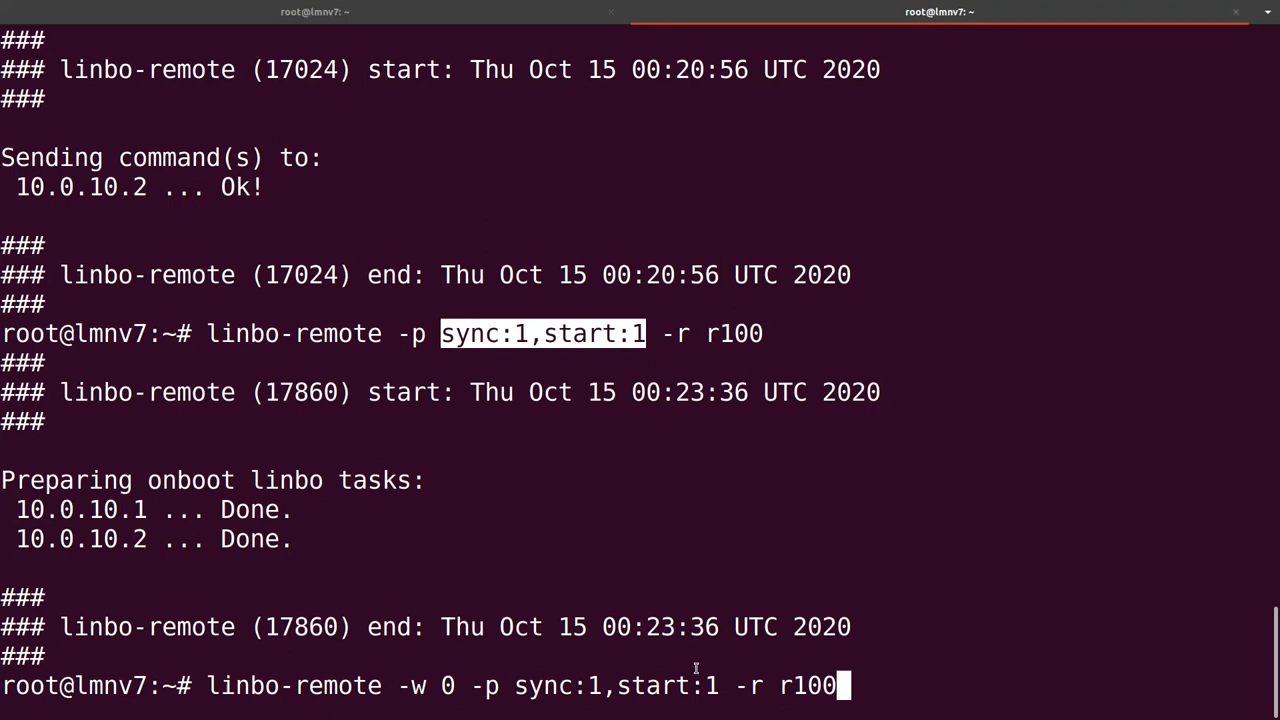 root@lmnv7: ~
root@lmnv7: ~
###
### linbo-remote (17024) start: Thu Oct 15 00:20:56 UTC 2020
###
Sending command(s) to:
10.0.10.2 ... Ok!
###
### linbo-remote (17024) end: Thu Oct 15 00:20:56 UTC 2020
###
root@lmnv7:~# linbo-remote -p sync:1,start:1 -r r100
###
### linbo-remote (17860) start: Thu Oct 15 00:23:36 UTC 2020
###
Preparing onboot linbo tasks:
10.0.10.1 ... Done.
10.0.10.2 ... Done.
###
### linbo-remote (17860) end: Thu Oct 15 00:23:36 UTC 2020
###
root@lmnv7:~# linbo-remote -w 0 -p sync:1,start:1 -r r100